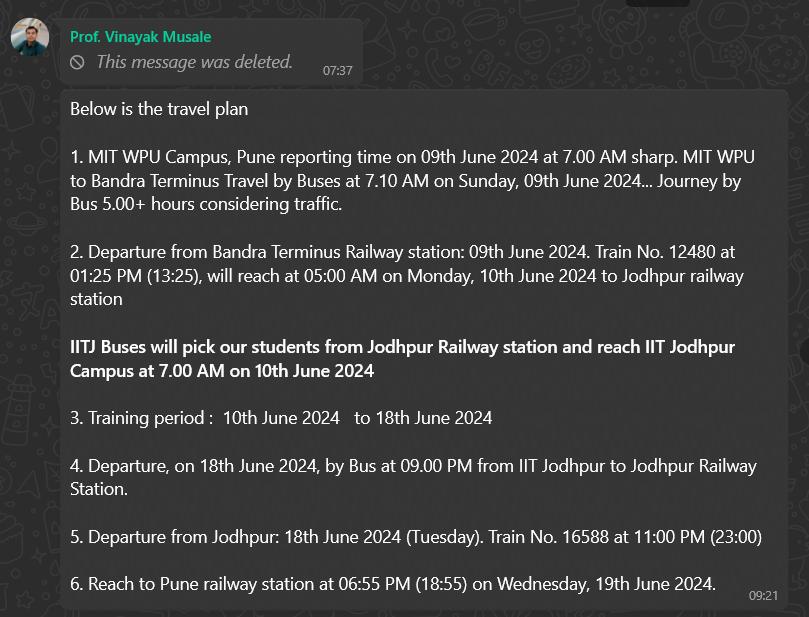 Prof. Vinayak Musale
This message was deleted.
07:37
Below is the travel plan
1. MIT WPU Campus, Pune reporting time on 09th June 2024 at 7.00 AM sharp. MIT WPU
to Bandra Terminus Travel by Buses at 7.10 AM on Sunday, 09th June 2024... Journey by
Bus 5.00+ hours considering traffic.
2. Departure from Bandra Terminus Railway station: 09th June 2024. Train No. 12480 at
01:25 PM (13:25), will reach at 05:00 AM on Monday, 10th June 2024 to Jodhpur railway
station
IITJ Buses will pick our students from Jodhpur Railway station and reach IIT Jodhpur
Campus at 7.00 AM on 10th June 2024
3. Training period :  10th June 2024   to 18th June 2024
4. Departure, on 18th June 2024, by Bus at 09.00 PM from IIT Jodhpur to Jodhpur Railway
Station.
5. Departure from Jodhpur: 18th June 2024 (Tuesday). Train No. 16588 at 11:00 PM (23:00)
6. Reach to Pune railway station at 06:55 PM (18:55) on Wednesday, 19th June 2024.
09:21